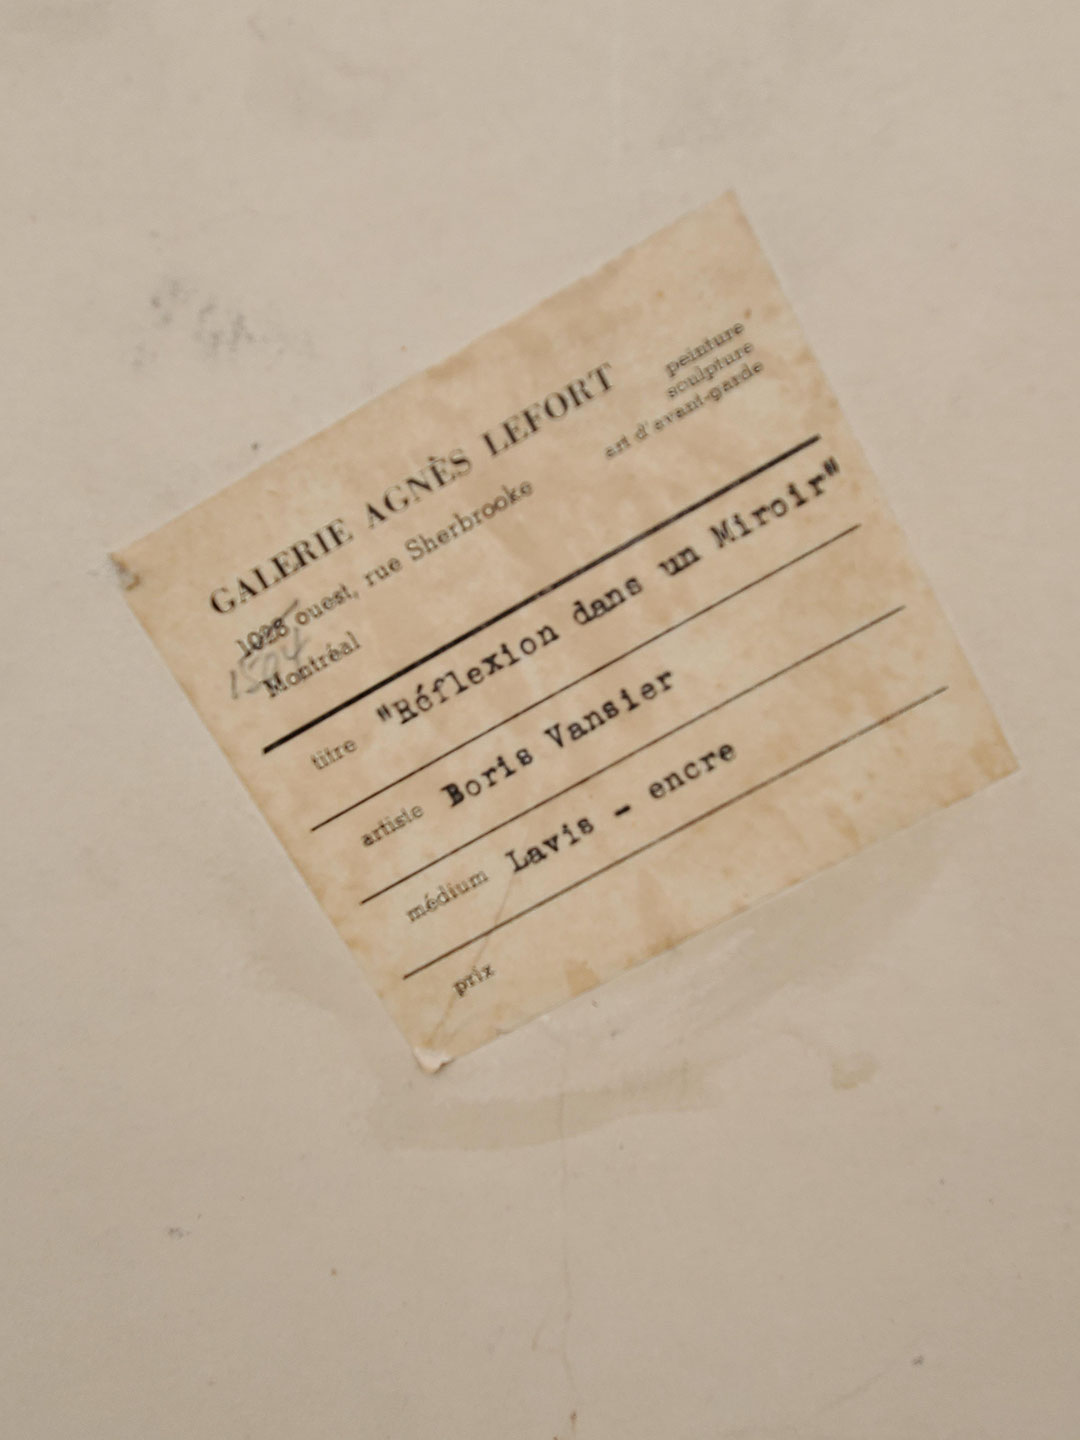 GALERIE AGNÈS LEFORT
peinture
sculpture
art d'avant-garde
1028 ouest, rue Sherbrooke
1504
Montréal
titre "Réflexion dans un Miroir"
artiste Boris Vansier
médium Lavis - encre
prix